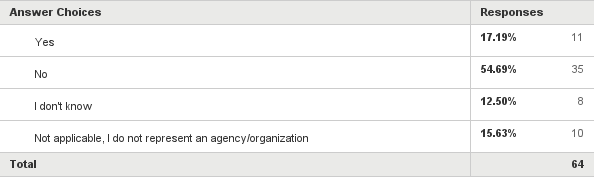 Answer Choices Responses
Yes 17.19% 11
No 54.69% 35
I don't know 12.50% 8
Not applicable, I do not represent an agency/organization 15.63% 10
Total 64